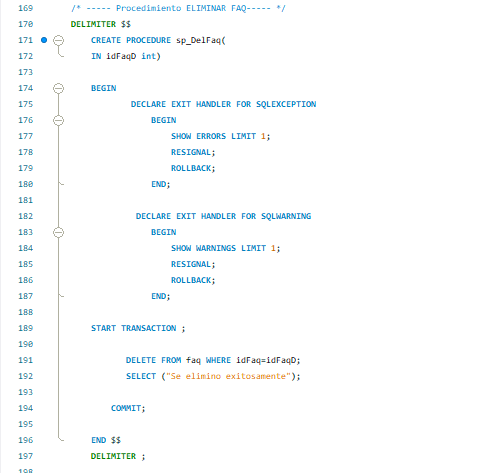 169 /* ----- Procedimiento ELIMINAR FAQ----- */
170 DELIMITER $$
171 CREATE PROCEDURE sp_DelFaq(
172 IN idFaqD int)
173
174 BEGIN
175 DECLARE EXIT HANDLER FOR SQLEXCEPTION
176 BEGIN
177 SHOW ERRORS LIMIT 1;
178 RESIGNAL;
179 ROLLBACK;
180 END;
181
182 DECLARE EXIT HANDLER FOR SQLWARNING
183 BEGIN
184 SHOW WARNINGS LIMIT 1;
185 RESIGNAL;
186 ROLLBACK;
187 END;
188
189 START TRANSACTION ;
190
191 DELETE FROM faq WHERE idFaq=idFaqD;
192 SELECT ("Se elimino exitosamente");
193
194 COMMIT;
195
196 END $$
197 DELIMITER ;
198